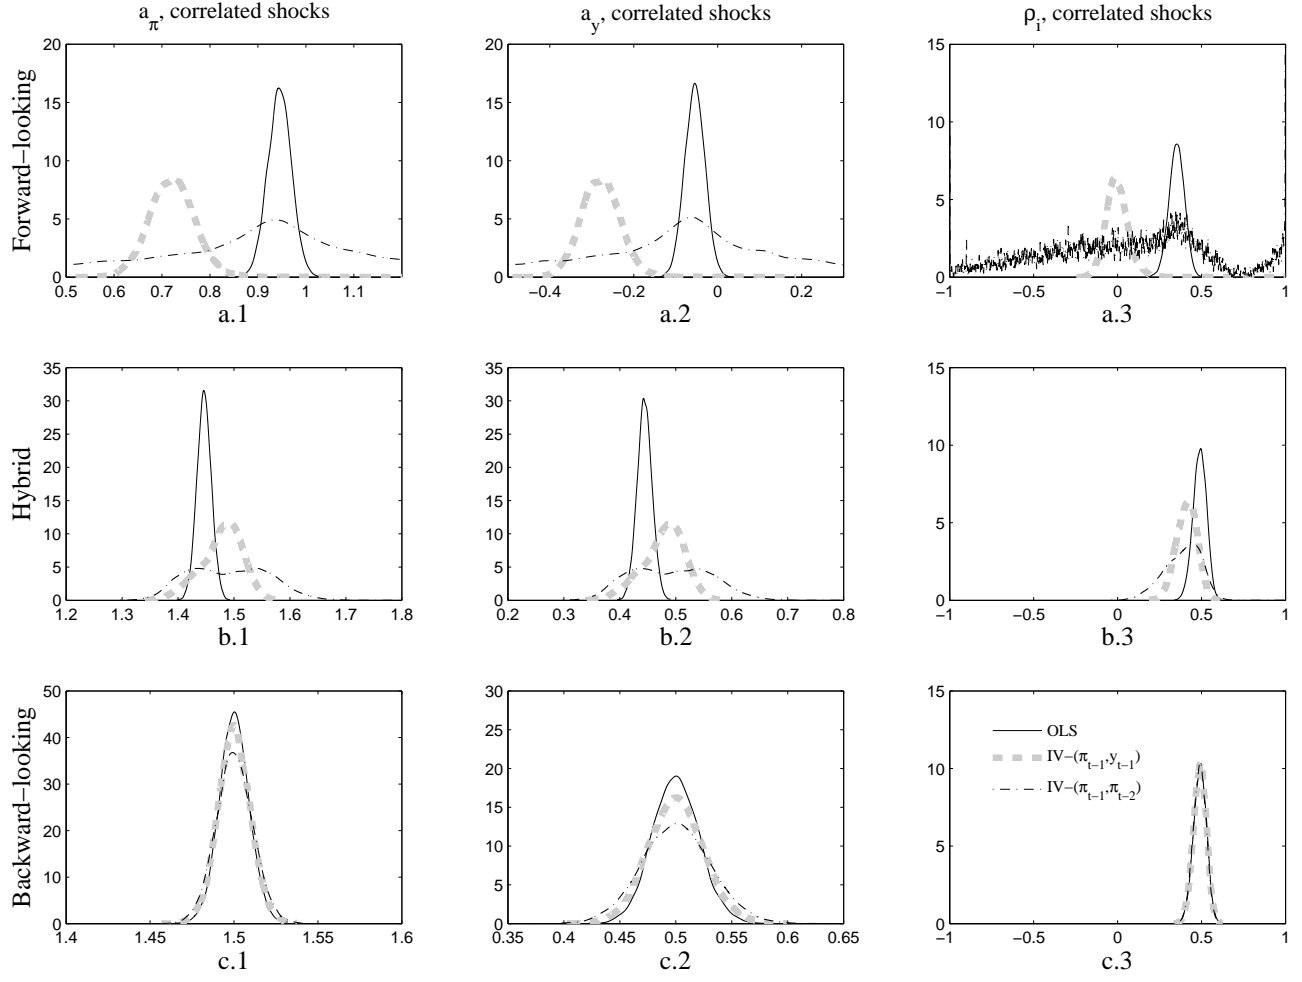 a_π, correlated shocks
a_y, correlated shocks
ρ_i, correlated shocks
Forward–looking
20
15
10
5
0
0.5 0.6 0.7 0.8 0.9 1 1.1
a.1
20
15
10
5
0
−0.4 −0.2 0 0.2
a.2
15
10
5
0
−1 −0.5 0 0.5 1
a.3
Hybrid
35
30
25
20
15
10
5
0
1.2 1.3 1.4 1.5 1.6 1.7 1.8
b.1
35
30
25
20
15
10
5
0
0.2 0.3 0.4 0.5 0.6 0.7 0.8
b.2
15
10
5
0
−1 −0.5 0 0.5 1
b.3
Backward–looking
50
40
30
20
10
0
1.4 1.45 1.5 1.55 1.6
c.1
30
25
20
15
10
5
0
0.35 0.4 0.45 0.5 0.55 0.6 0.65
c.2
15
10
5
0
OLS
IV−(π_t−1,y_t−1)
IV−(π_t−1,π_t−2)
−1 −0.5 0 0.5 1
c.3